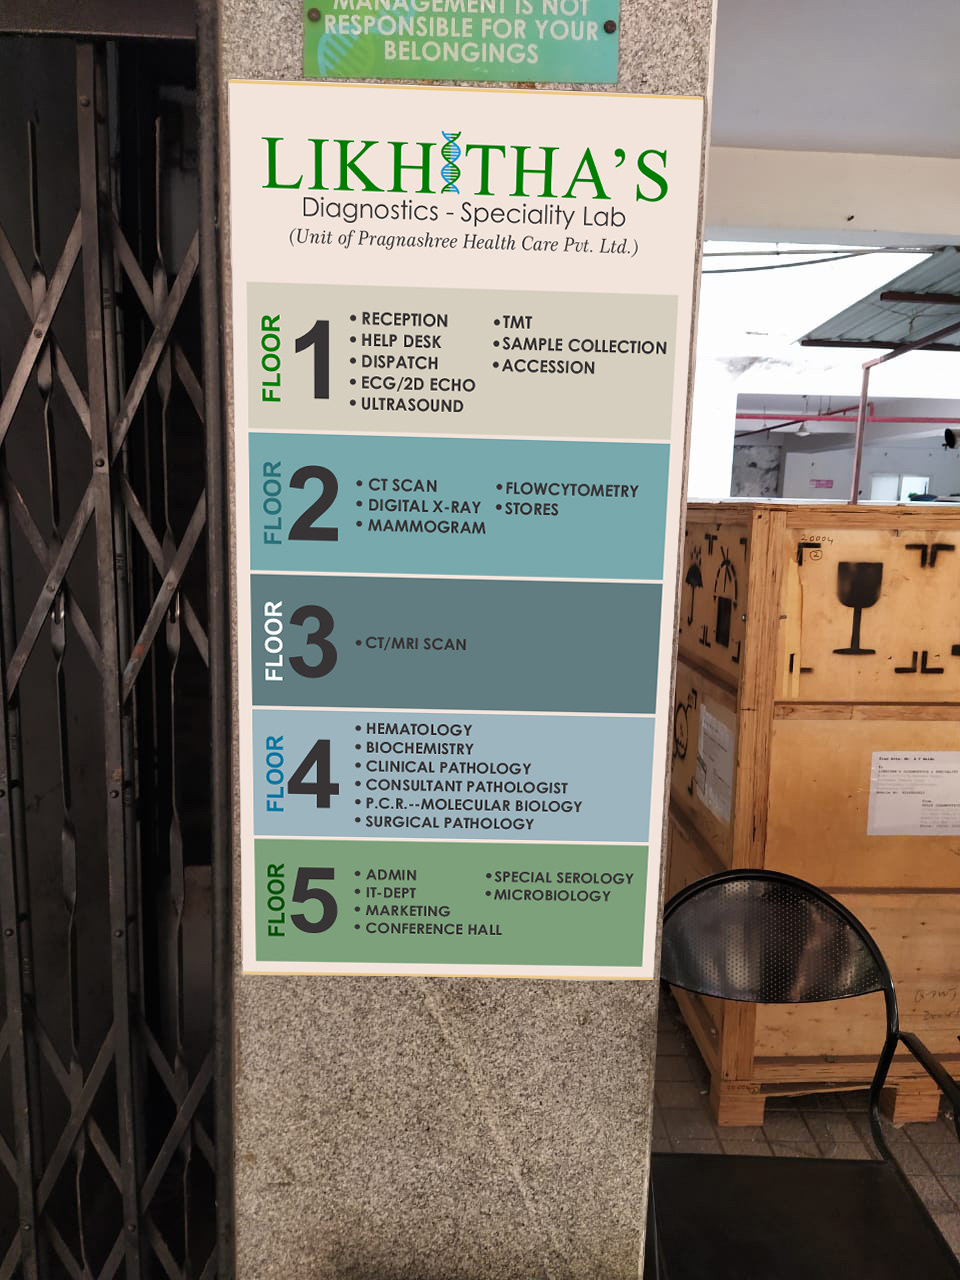 MANAGEMENT IS NOT
RESPONSIBLE FOR YOUR
BELONGINGS
LIKHITHA'S
Diagnostics - Speciality Lab
(Unit of Pragnashree Health Care Pvt. Ltd.)
FLOOR 1
• RECEPTION
• HELP DESK
• DISPATCH
• ECG/2D ECHO
• ULTRASOUND
• TMT
• SAMPLE COLLECTION
• ACCESSION
FLOOR 2
• CT SCAN
• DIGITAL X-RAY
• MAMMOGRAM
• FLOWCYTOMETRY
• STORES
FLOOR 3
• CT/MRI SCAN
FLOOR 4
• HEMATOLOGY
• BIOCHEMISTRY
• CLINICAL PATHOLOGY
• CONSULTANT PATHOLOGIST
• P.C.R.--MOLECULAR BIOLOGY
• SURGICAL PATHOLOGY
FLOOR 5
• ADMIN
• IT-DEPT
• MARKETING
• CONFERENCE HALL
• SPECIAL SEROLOGY
• MICROBIOLOGY
20004
2